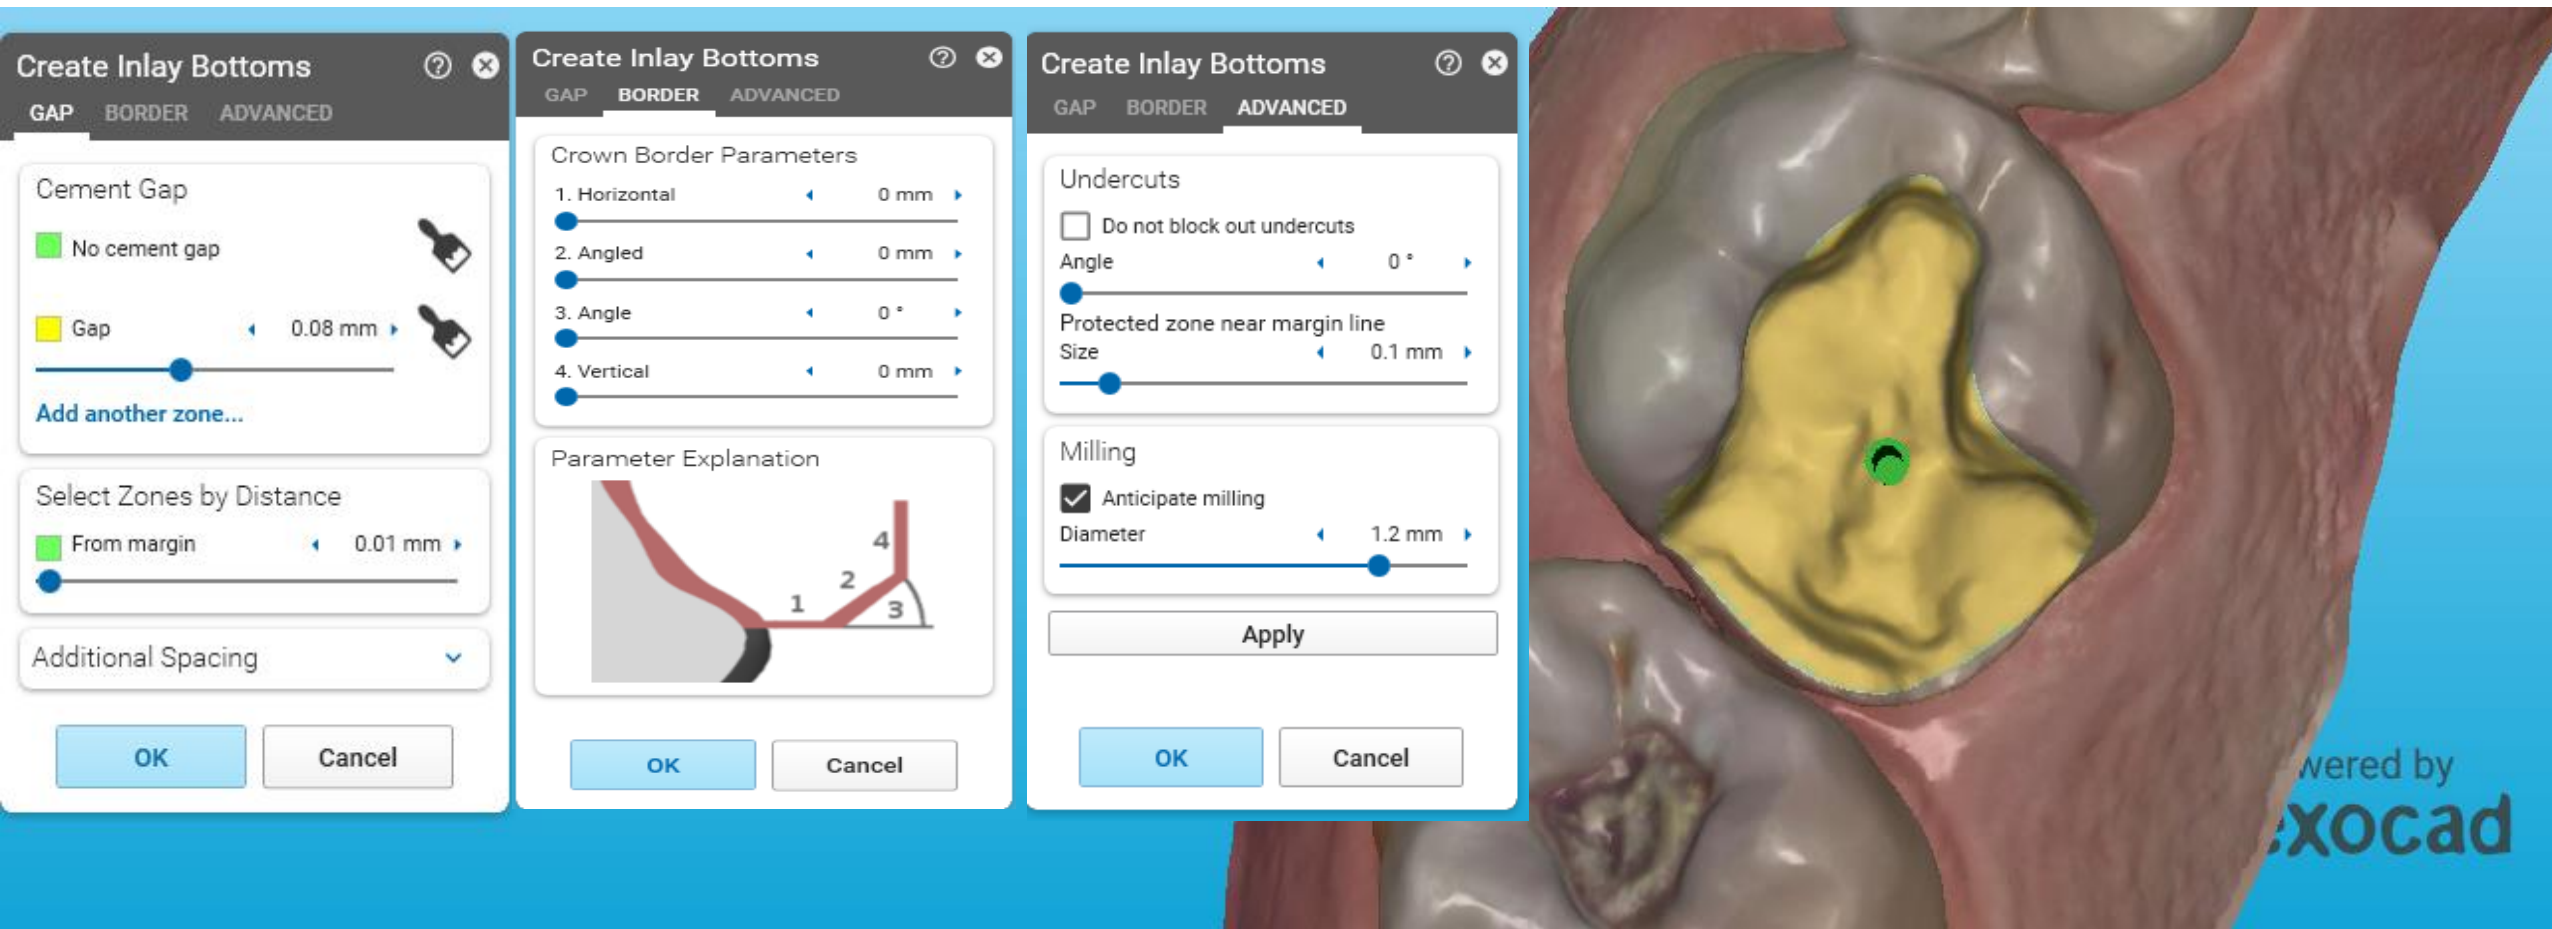 Create Inlay Bottoms
GAP BORDER ADVANCED
Cement Gap
No cement gap
Gap 0.08 mm
Add another zone...
Select Zones by Distance
From margin 0.01 mm
Additional Spacing
OK Cancel
Create Inlay Bottoms
GAP BORDER ADVANCED
Crown Border Parameters
1. Horizontal 0 mm
2. Angled 0 mm
3. Angle 0 °
4. Vertical 0 mm
Parameter Explanation
4
2
1 3
OK Cancel
Create Inlay Bottoms
GAP BORDER ADVANCED
Undercuts
Do not block out undercuts
Angle 0 °
Protected zone near margin line
Size 0.1 mm
Milling
Anticipate milling
Diameter 1.2 mm
Apply
OK Cancel
wered by
exocad